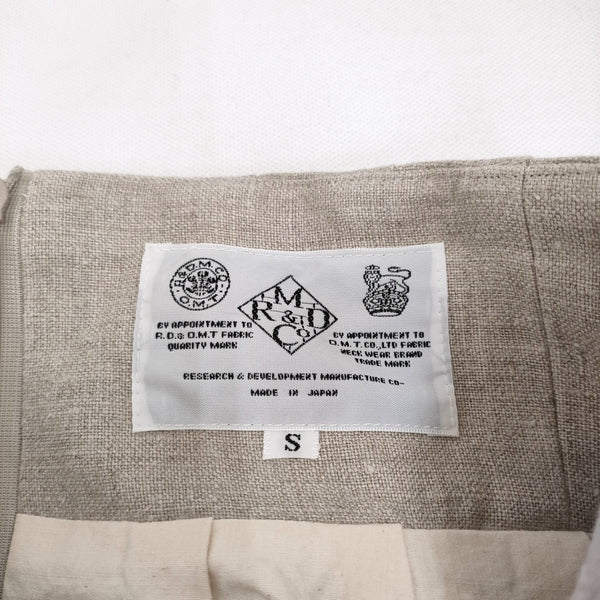 R.&D.M.CO.
O.M.T.
M
R & D
Co.
BY APPOINTMENT TO
R.D.& O.M.T FABRIC
QUARITY MARK
BY APPOINTMENT TO
O.M.T.CO.,LTD FABRIC
NECK WEAR BRAND
TRADE MARK
RESEARCH & DEVELOPMENT MANUFACTURE CO-
MADE IN JAPAN
S